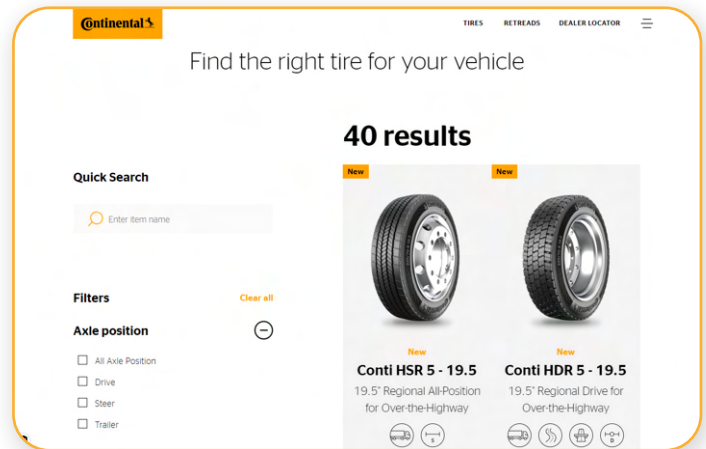 Continental
TIRES RETREADS DEALER LOCATOR
Find the right tire for your vehicle
40 results
Quick Search
Enter item name
Filters
Clear all
Axle position
All Axle Position
Drive
Steer
Trailer
New
New
Conti HSR 5 - 19.5
19.5" Regional All-Position
for Over-the-Highway
S
New
New
Conti HDR 5 - 19.5
19.5" Regional Drive for
Over-the-Highway
D